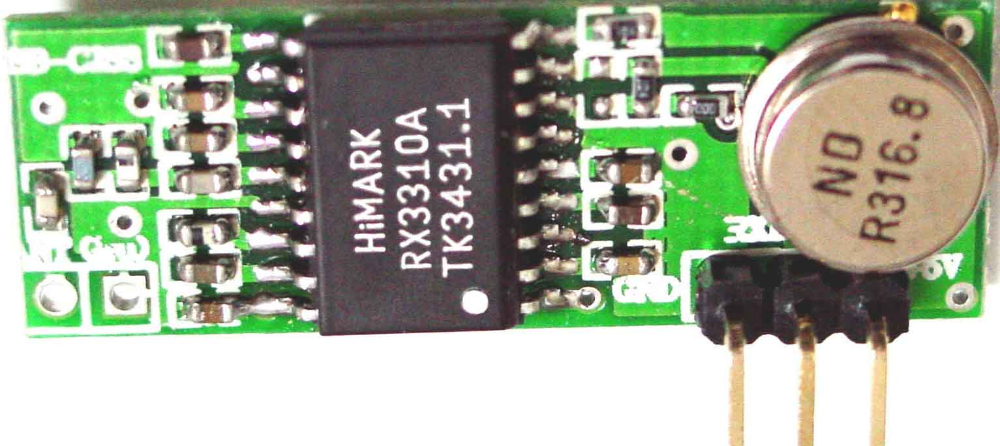 HiMARK
RX3310A
TK3431.1
ND
R316.8
GND